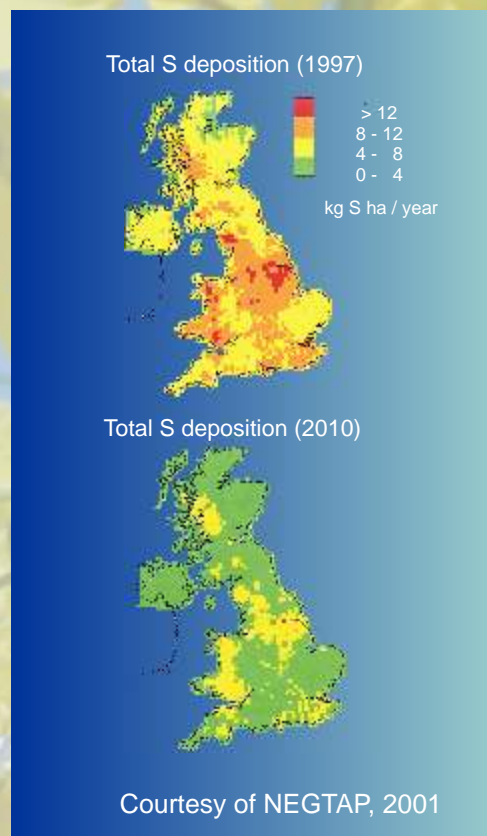 Total S deposition (1997)
> 12
8 - 12
4 - 8
0 - 4
kg S ha / year
Total S deposition (2010)
Courtesy of NEGTAP, 2001